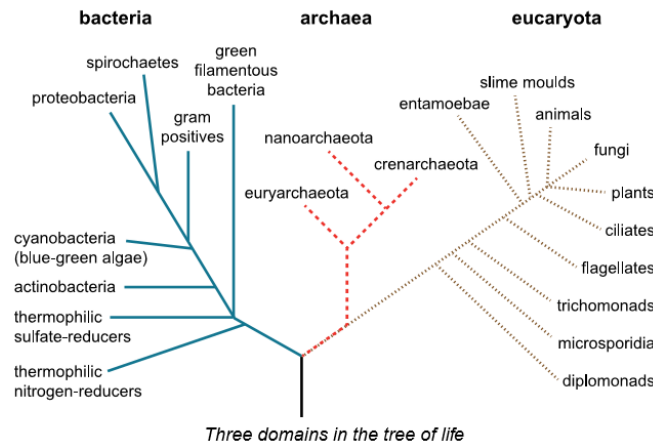 bacteria
archaea
eucaryota
spirochaetes
proteobacteria
green
filamentous
bacteria
gram
positives
cyanobacteria
(blue-green algae)
actinobacteria
thermophilic
sulfate-reducers
thermophilic
nitrogen-reducers
nanoarchaeota
crenarchaeota
euryarchaeota
slime moulds
entamoebae
animals
fungi
plants
ciliates
flagellates
trichomonads
microsporidia
diplomonads
Three domains in the tree of life